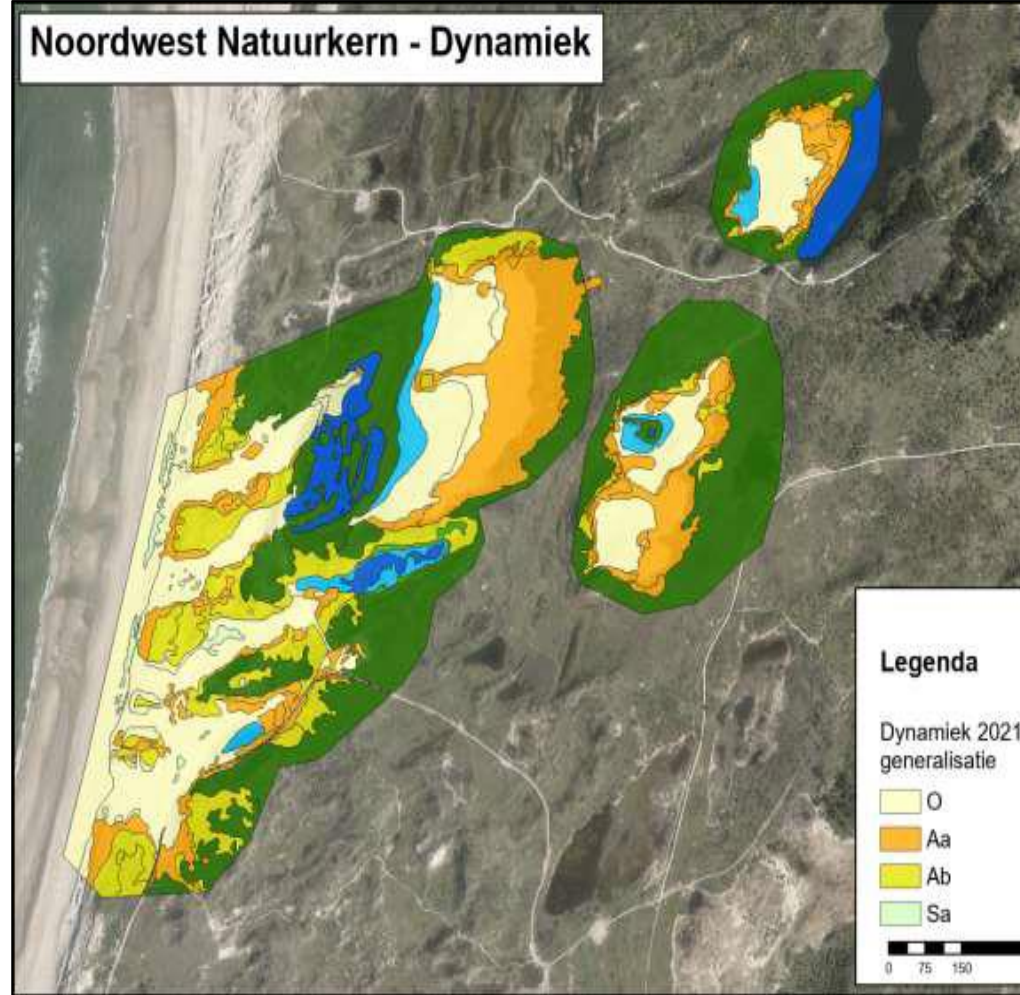 Noordwest Natuurkern - Dynamiek
Legenda
Dynamiek 2021
generalisatie
O
Aa
Ab
Sa
0 75 150